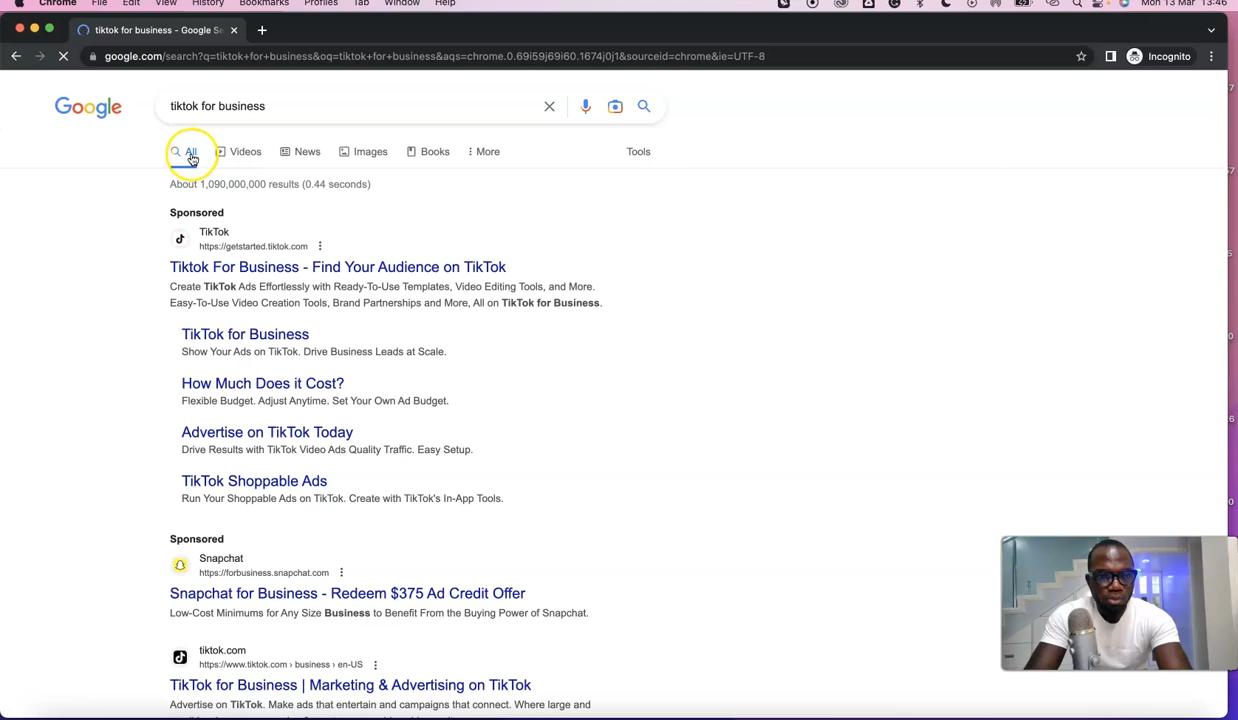 Chrome File Edit View History Bookmarks Profiles Tab Window Help Mon 13 Mar 13:46
tiktok for business - Google Se
google.com/search?q=tiktok+for+business&oq=tiktok+for+business&aqs=chrome.0.69i59j69i60.1674j0j1&sourceid=chrome&ie=UTF-8 Incognito
Google tiktok for business
All Videos News Images Books More Tools
About 1,090,000,000 results (0.44 seconds)
Sponsored
TikTok
https://getstarted.tiktok.com
Tiktok For Business - Find Your Audience on TikTok
Create TikTok Ads Effortlessly with Ready-To-Use Templates, Video Editing Tools, and More.
Easy-To-Use Video Creation Tools, Brand Partnerships and More, All on TikTok for Business.
TikTok for Business
Show Your Ads on TikTok. Drive Business Leads at Scale.
How Much Does it Cost?
Flexible Budget. Adjust Anytime. Set Your Own Ad Budget.
Advertise on TikTok Today
Drive Results with TikTok Video Ads Quality Traffic. Easy Setup.
TikTok Shoppable Ads
Run Your Shoppable Ads on TikTok. Create with TikTok's In-App Tools.
Sponsored
Snapchat
https://forbusiness.snapchat.com
Snapchat for Business - Redeem $375 Ad Credit Offer
Low-Cost Minimums for Any Size Business to Benefit From the Buying Power of Snapchat.
tiktok.com
https://www.tiktok.com › business › en-US
TikTok for Business | Marketing & Advertising on TikTok
Advertise on TikTok. Make ads that entertain and campaigns that connect. Where large and